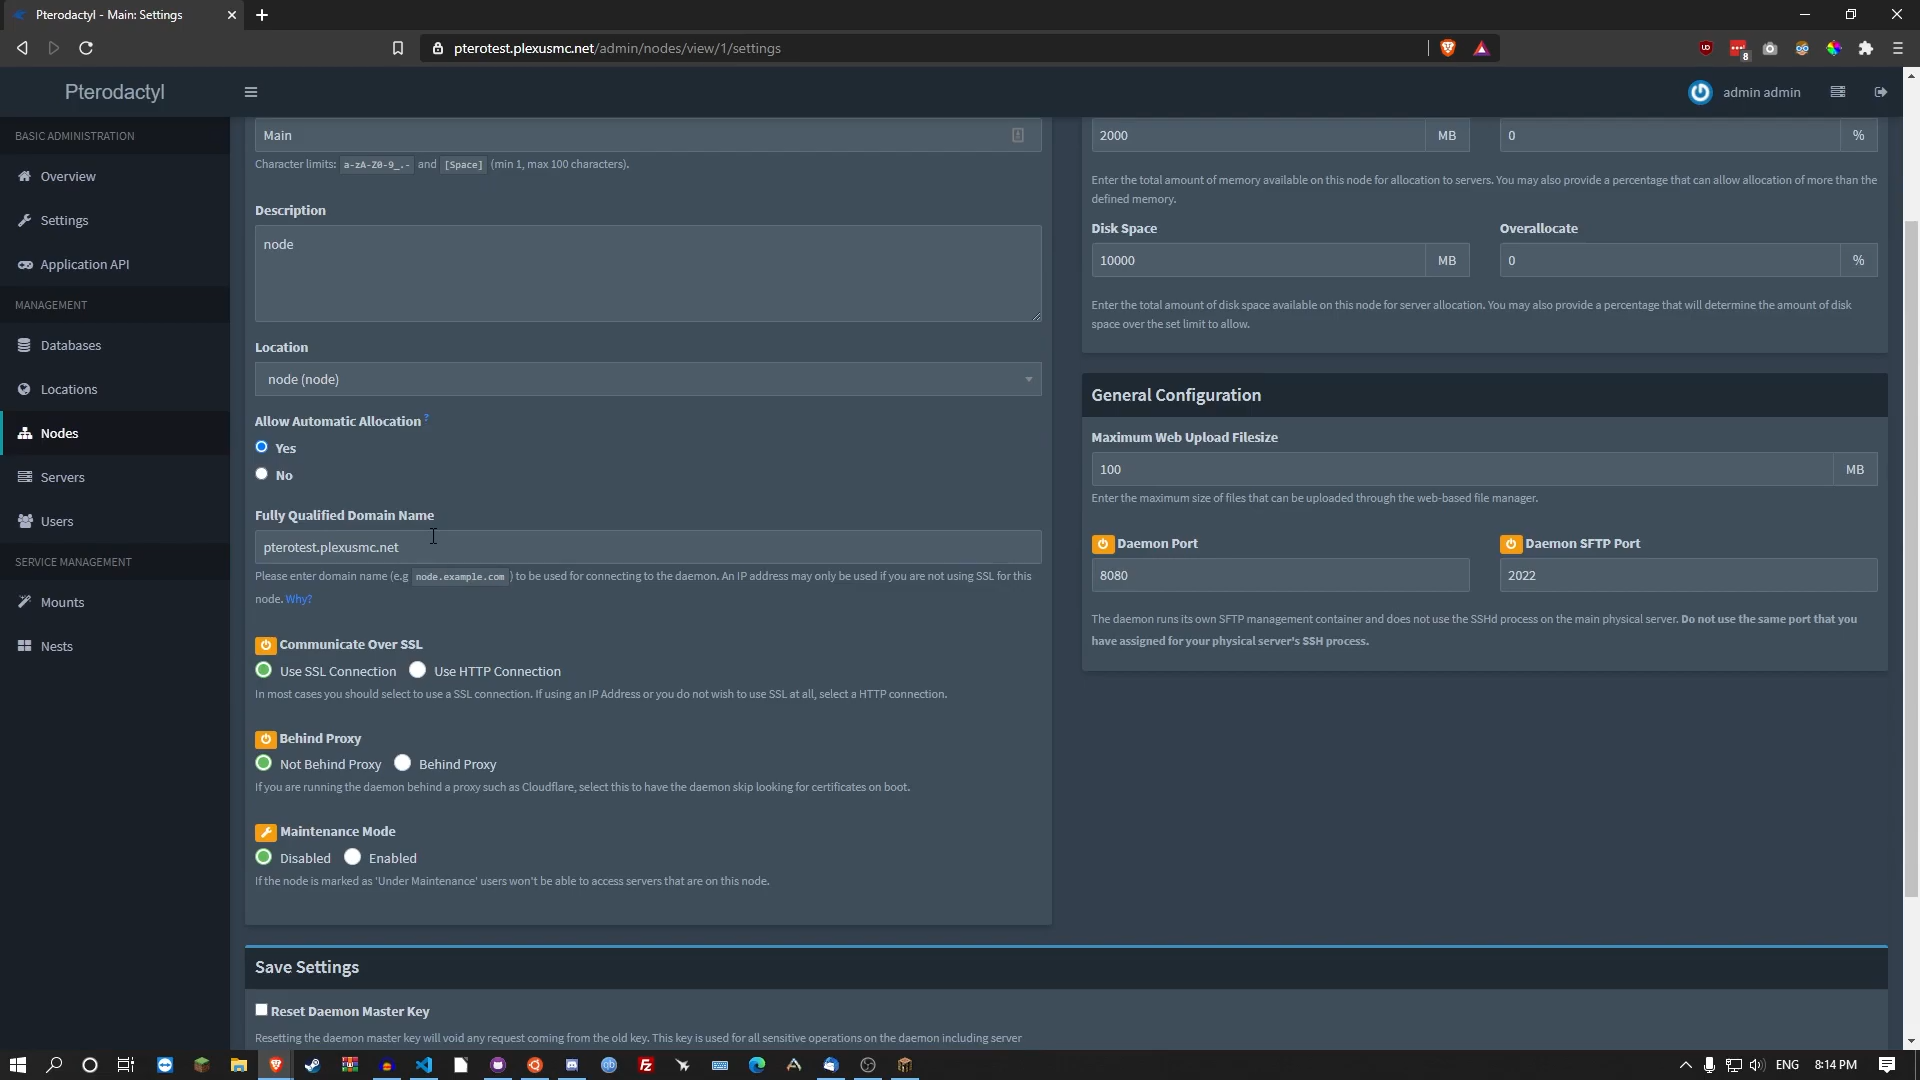 Pterodactyl - Main: Settings
pterotest.plexusmc.net/admin/nodes/view/1/settings
8
Pterodactyl
admin admin
BASIC ADMINISTRATION
Overview
Settings
Application API
MANAGEMENT
Databases
Locations
Nodes
Servers
Users
SERVICE MANAGEMENT
Mounts
Nests
Main
Character limits: a-zA-Z0-9_.- and [Space] (min 1, max 100 characters).
Description
node
Location
node (node)
Allow Automatic Allocation ?
Yes
No
Fully Qualified Domain Name
pterotest.plexusmc.net
Please enter domain name (e.g node.example.com ) to be used for connecting to the daemon. An IP address may only be used if you are not using SSL for this
node. Why?
Communicate Over SSL
Use SSL Connection Use HTTP Connection
In most cases you should select to use a SSL connection. If using an IP Address or you do not wish to use SSL at all, select a HTTP connection.
Behind Proxy
Not Behind Proxy Behind Proxy
If you are running the daemon behind a proxy such as Cloudflare, select this to have the daemon skip looking for certificates on boot.
Maintenance Mode
Disabled Enabled
If the node is marked as 'Under Maintenance' users won't be able to access servers that are on this node.
2000 MB 0 %
Enter the total amount of memory available on this node for allocation to servers. You may also provide a percentage that can allow allocation of more than the
defined memory.
Disk Space Overallocate
10000 MB 0 %
Enter the total amount of disk space available on this node for server allocation. You may also provide a percentage that will determine the amount of disk
space over the set limit to allow.
General Configuration
Maximum Web Upload Filesize
100 MB
Enter the maximum size of files that can be uploaded through the web-based file manager.
Daemon Port Daemon SFTP Port
8080 2022
The daemon runs its own SFTP management container and does not use the SSHd process on the main physical server. Do not use the same port that you
have assigned for your physical server's SSH process.
Save Settings
Reset Daemon Master Key
Resetting the daemon master key will void any request coming from the old key. This key is used for all sensitive operations on the daemon including server
ENG 8:14 PM